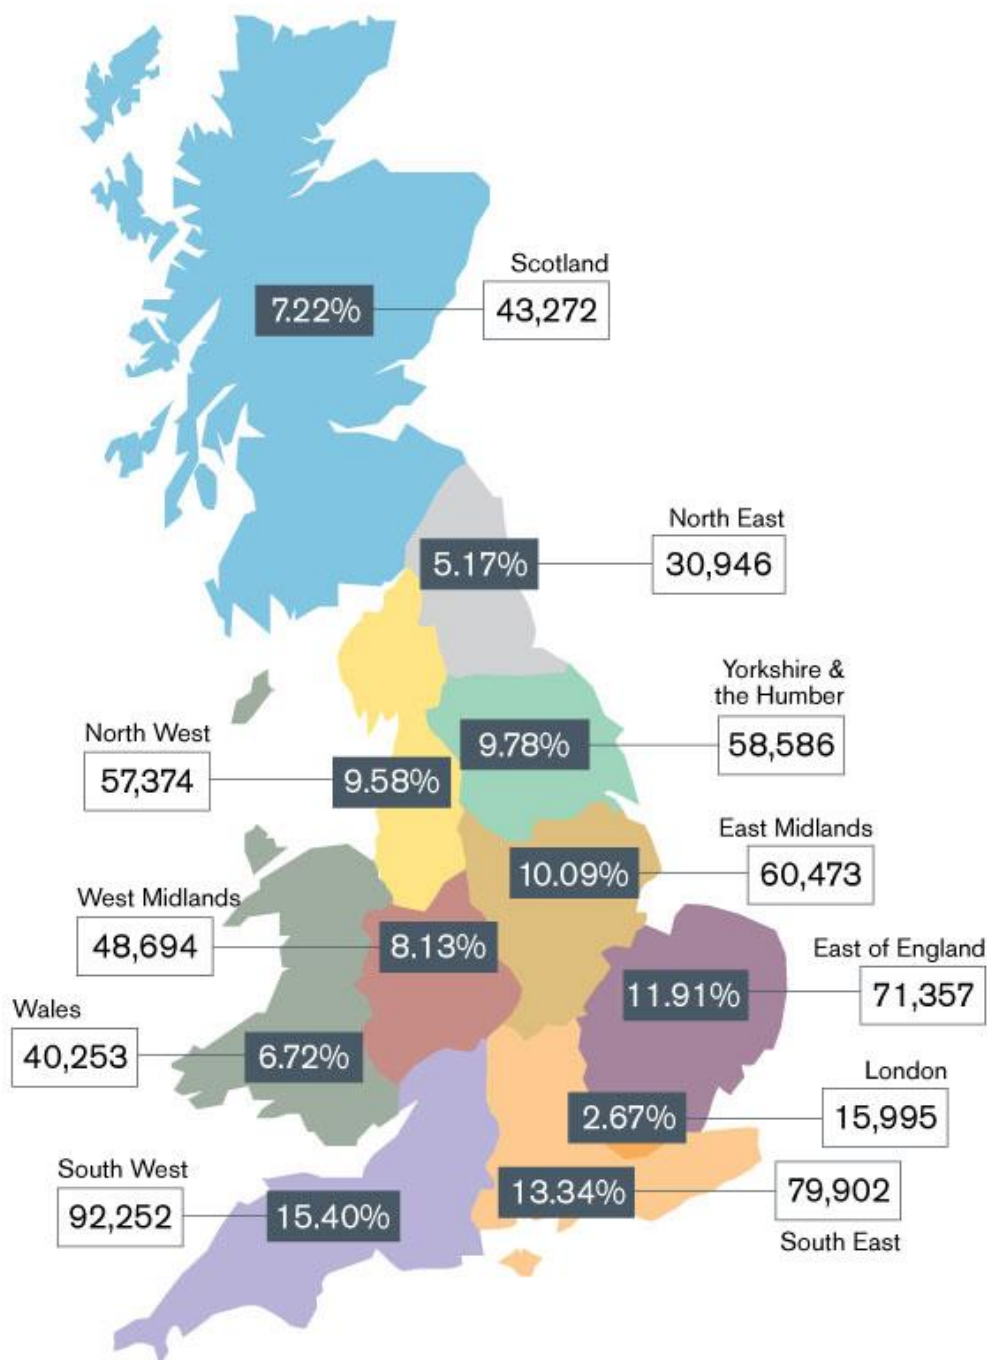 Scotland
7.22%
43,272
North East
5.17%
30,946
Yorkshire &
the Humber
9.78%
58,586
North West
57,374
9.58%
East Midlands
10.09%
60,473
West Midlands
48,694
8.13%
East of England
11.91%
71,357
Wales
40,253
6.72%
London
2.67%
15,995
South West
92,252
15.40%
13.34%
79,902
South East